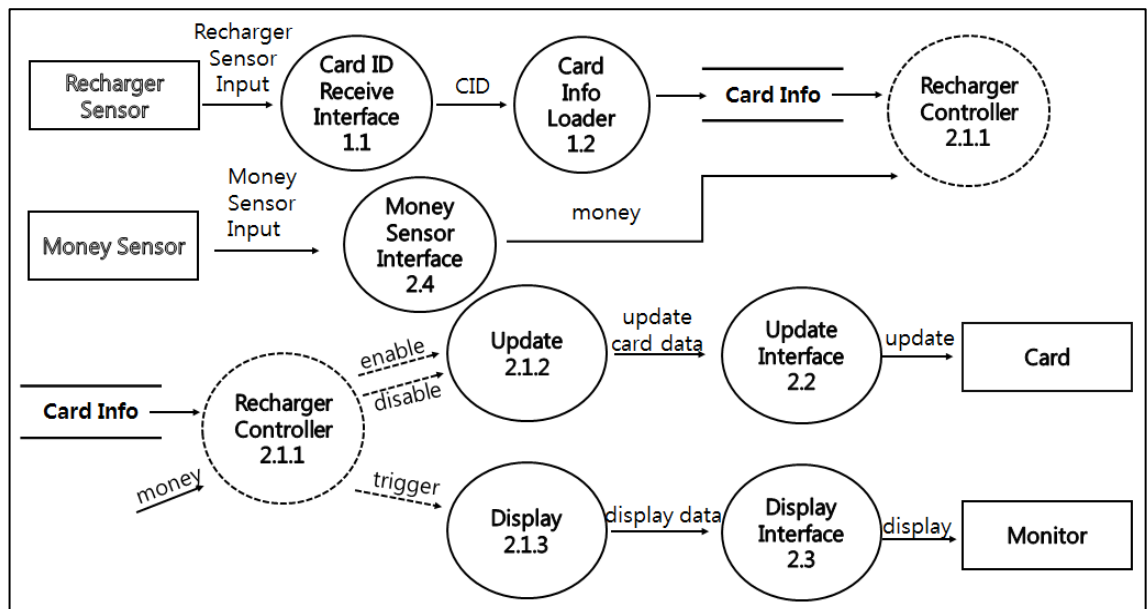 Recharger
Sensor
Recharger
Sensor
Input
Card ID
Receive
Interface
1.1
CID
Card
Info
Loader
1.2
Card Info
Recharger
Controller
2.1.1
Money Sensor
Money
Sensor
Input
Money
Sensor
Interface
2.4
money
Card Info
money
Recharger
Controller
2.1.1
enable
disable
Update
2.1.2
update
card data
Update
Interface
2.2
update
Card
trigger
Display
2.1.3
display data
Display
Interface
2.3
display
Monitor